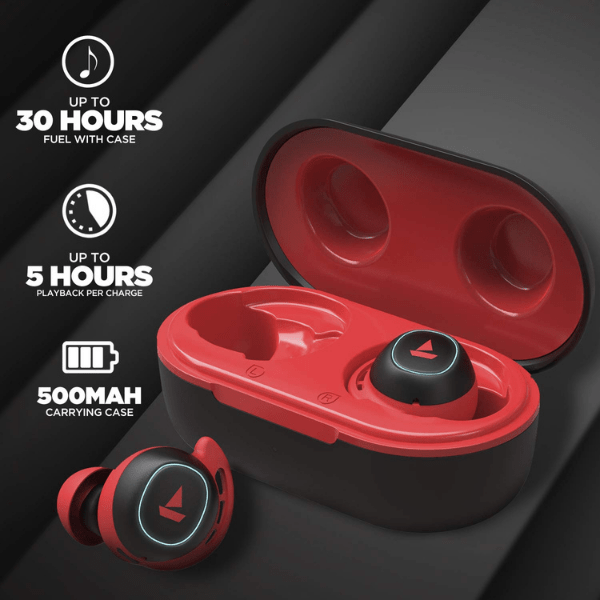 UP TO
30 HOURS
FUEL WITH CASE
UP TO
5 HOURS
PLAYBACK PER CHARGE
500MAH
CARRYING CASE
L
R